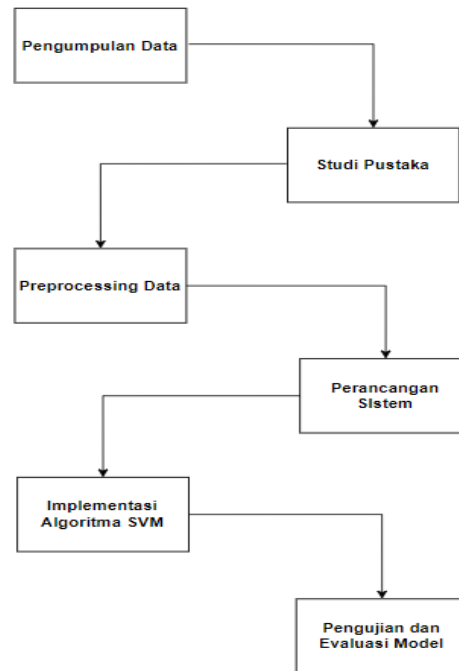 Pengumpulan Data
Studi Pustaka
Preprocessing Data
Perancangan
SIstem
Implementasi
Algoritma SVM
Pengujian dan
Evaluasi Model